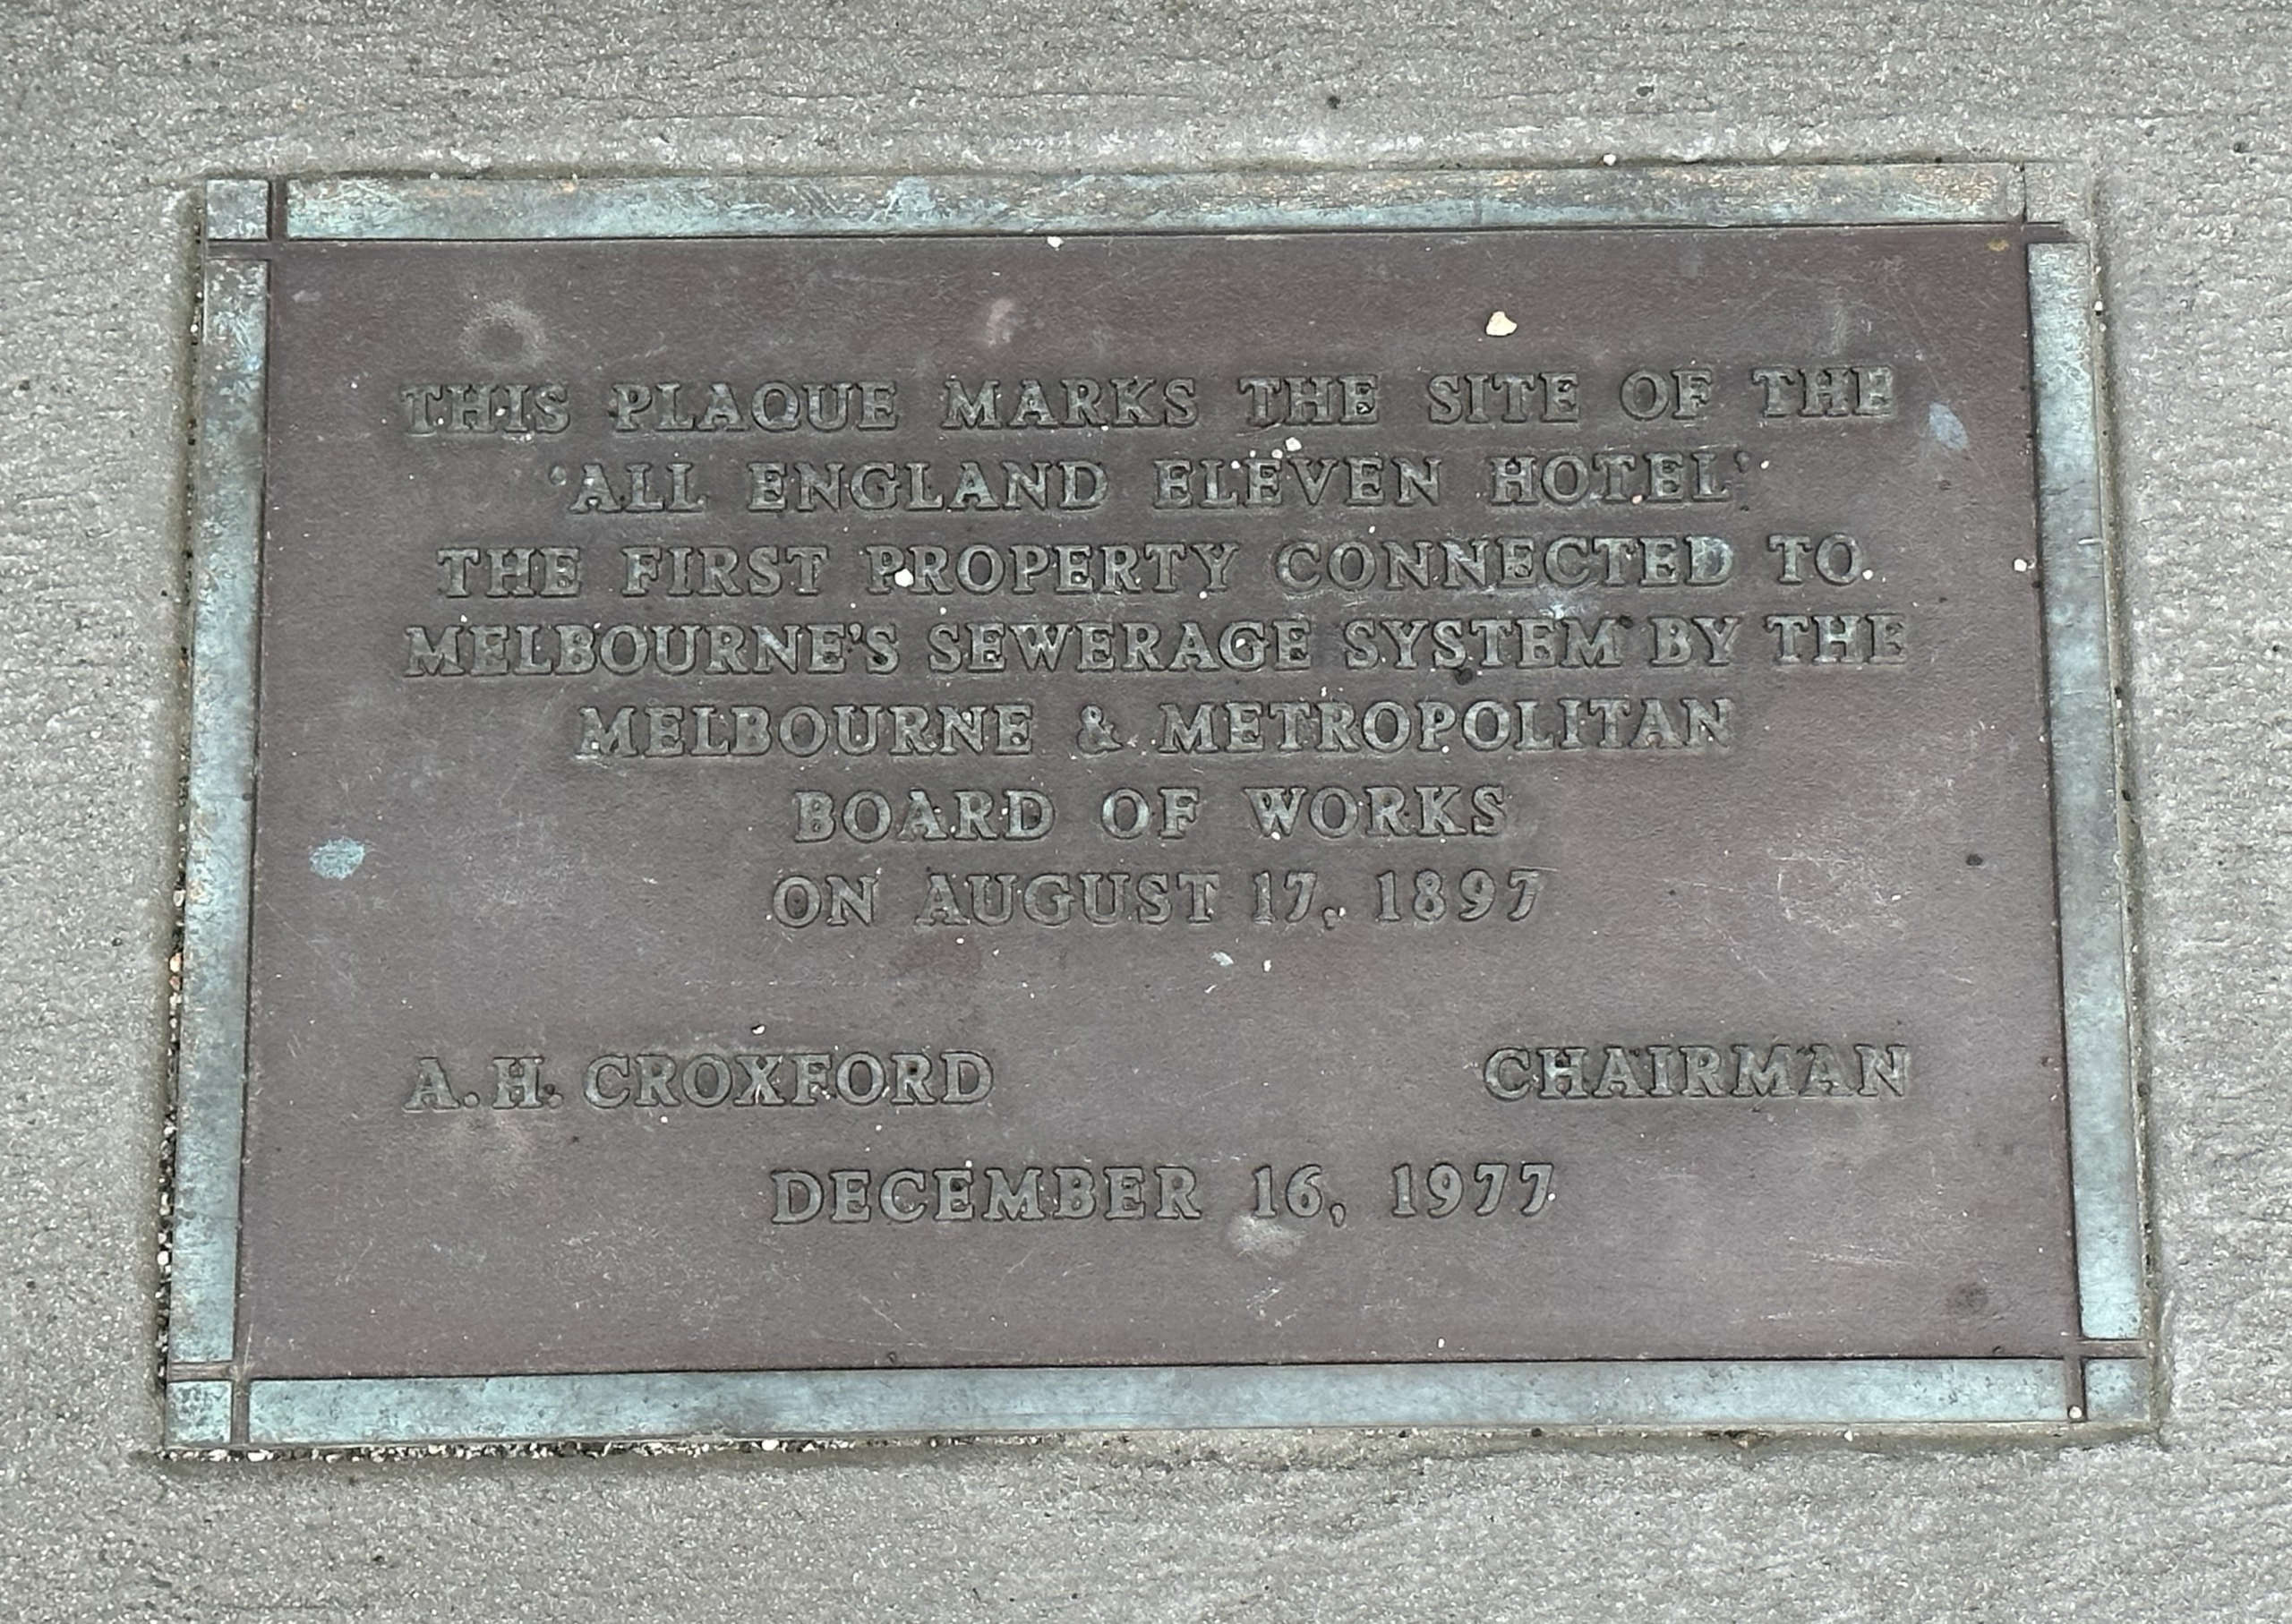 THIS PLAQUE MARKS THE SITE OF THE
‘ALL ENGLAND ELEVEN HOTEL’
THE FIRST PROPERTY CONNECTED TO
MELBOURNE’S SEWERAGE SYSTEM BY THE
MELBOURNE & METROPOLITAN
BOARD OF WORKS
ON AUGUST 17, 1897
A.H. CROXFORD CHAIRMAN
DECEMBER 16, 1977